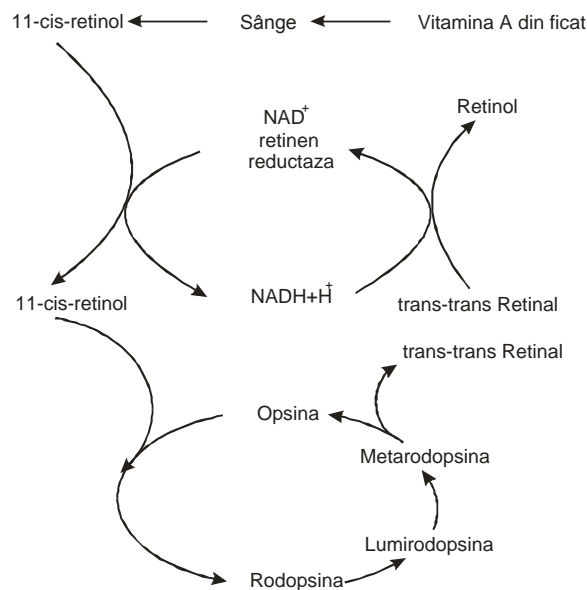 11-cis-retinol
Sânge
Vitamina A din ficat
Retinol
NAD+
retinen
reductaza
11-cis-retinol
NADH+H+
trans-trans Retinal
trans-trans Retinal
Opsina
Metarodopsina
Lumirodopsina
Rodopsina